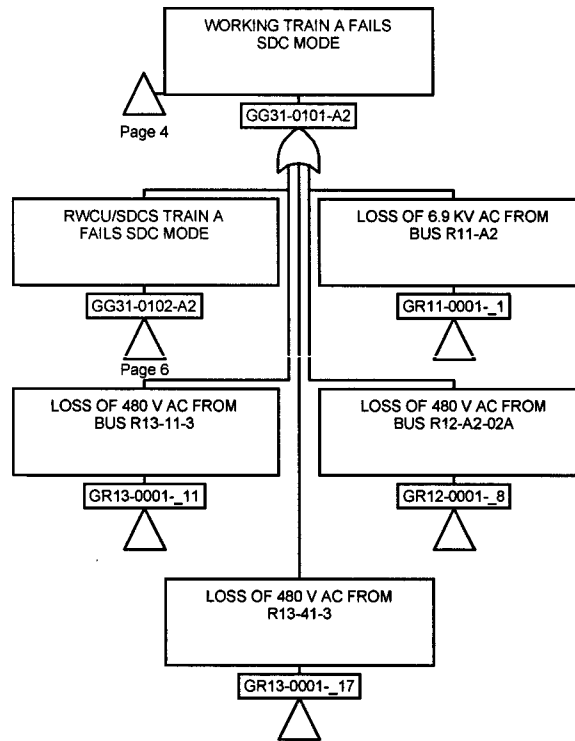 WORKING TRAIN A FAILS
SDC MODE
Page 4
GG31-0101-A2
RWCU/SDCS TRAIN A
FAILS SDC MODE
GG31-0102-A2
Page 6
LOSS OF 6.9 KV AC FROM
BUS R11-A2
GR11-0001-_1
LOSS OF 480 V AC FROM
BUS R13-11-3
GR13-0001-_11
LOSS OF 480 V AC FROM
BUS R12-A2-02A
GR12-0001-_8
LOSS OF 480 V AC FROM
R13-41-3
GR13-0001-_17